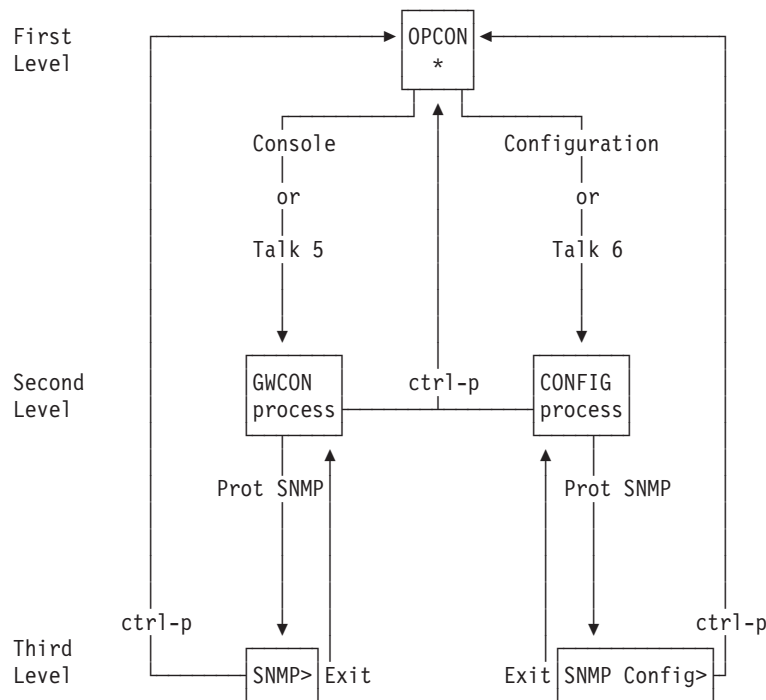 First
Level
OPCON
*
Console
Configuration
or
or
Talk 5
Talk 6
Second
Level
GWCON
process
ctrl-p
CONFIG
process
Prot SNMP
Prot SNMP
ctrl-p
ctrl-p
Third
Level
SNMP>
Exit
Exit
SNMP Config>